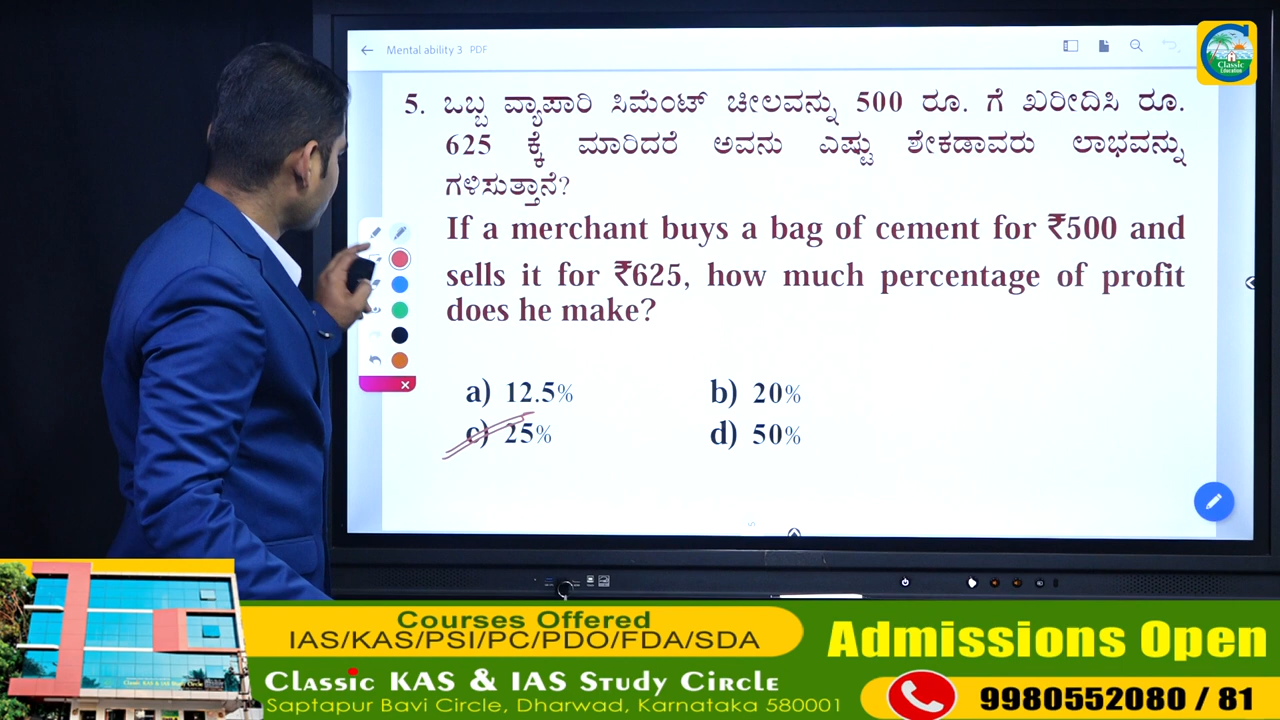 Mental ability 3 PDF
Classic
Education
5. ಒಬ್ಬ ವ್ಯಾಪಾರಿ ಸಿಮೆಂಟ್ ಚೀಲವನ್ನು 500 ರೂ. ಗೆ ಖರೀದಿಸಿ ರೂ.
625 ಕ್ಕೆ ಮಾರಿದರೆ ಅವನು ಎಷ್ಟು ಶೇಕಡಾವರು ಲಾಭವನ್ನು
ಗಳಿಸುತ್ತಾನೆ?
If a merchant buys a bag of cement for ₹500 and
sells it for ₹625, how much percentage of profit
does he make?
a) 12.5% b) 20%
c) 25% d) 50%
Courses Offered
IAS/KAS/PSI/PC/PDO/FDA/SDA
Classic KAS & IAS Study Circle
Saptapur Bavi Circle, Dharwad, Karnataka 580001
Admissions Open
9980552080 / 81